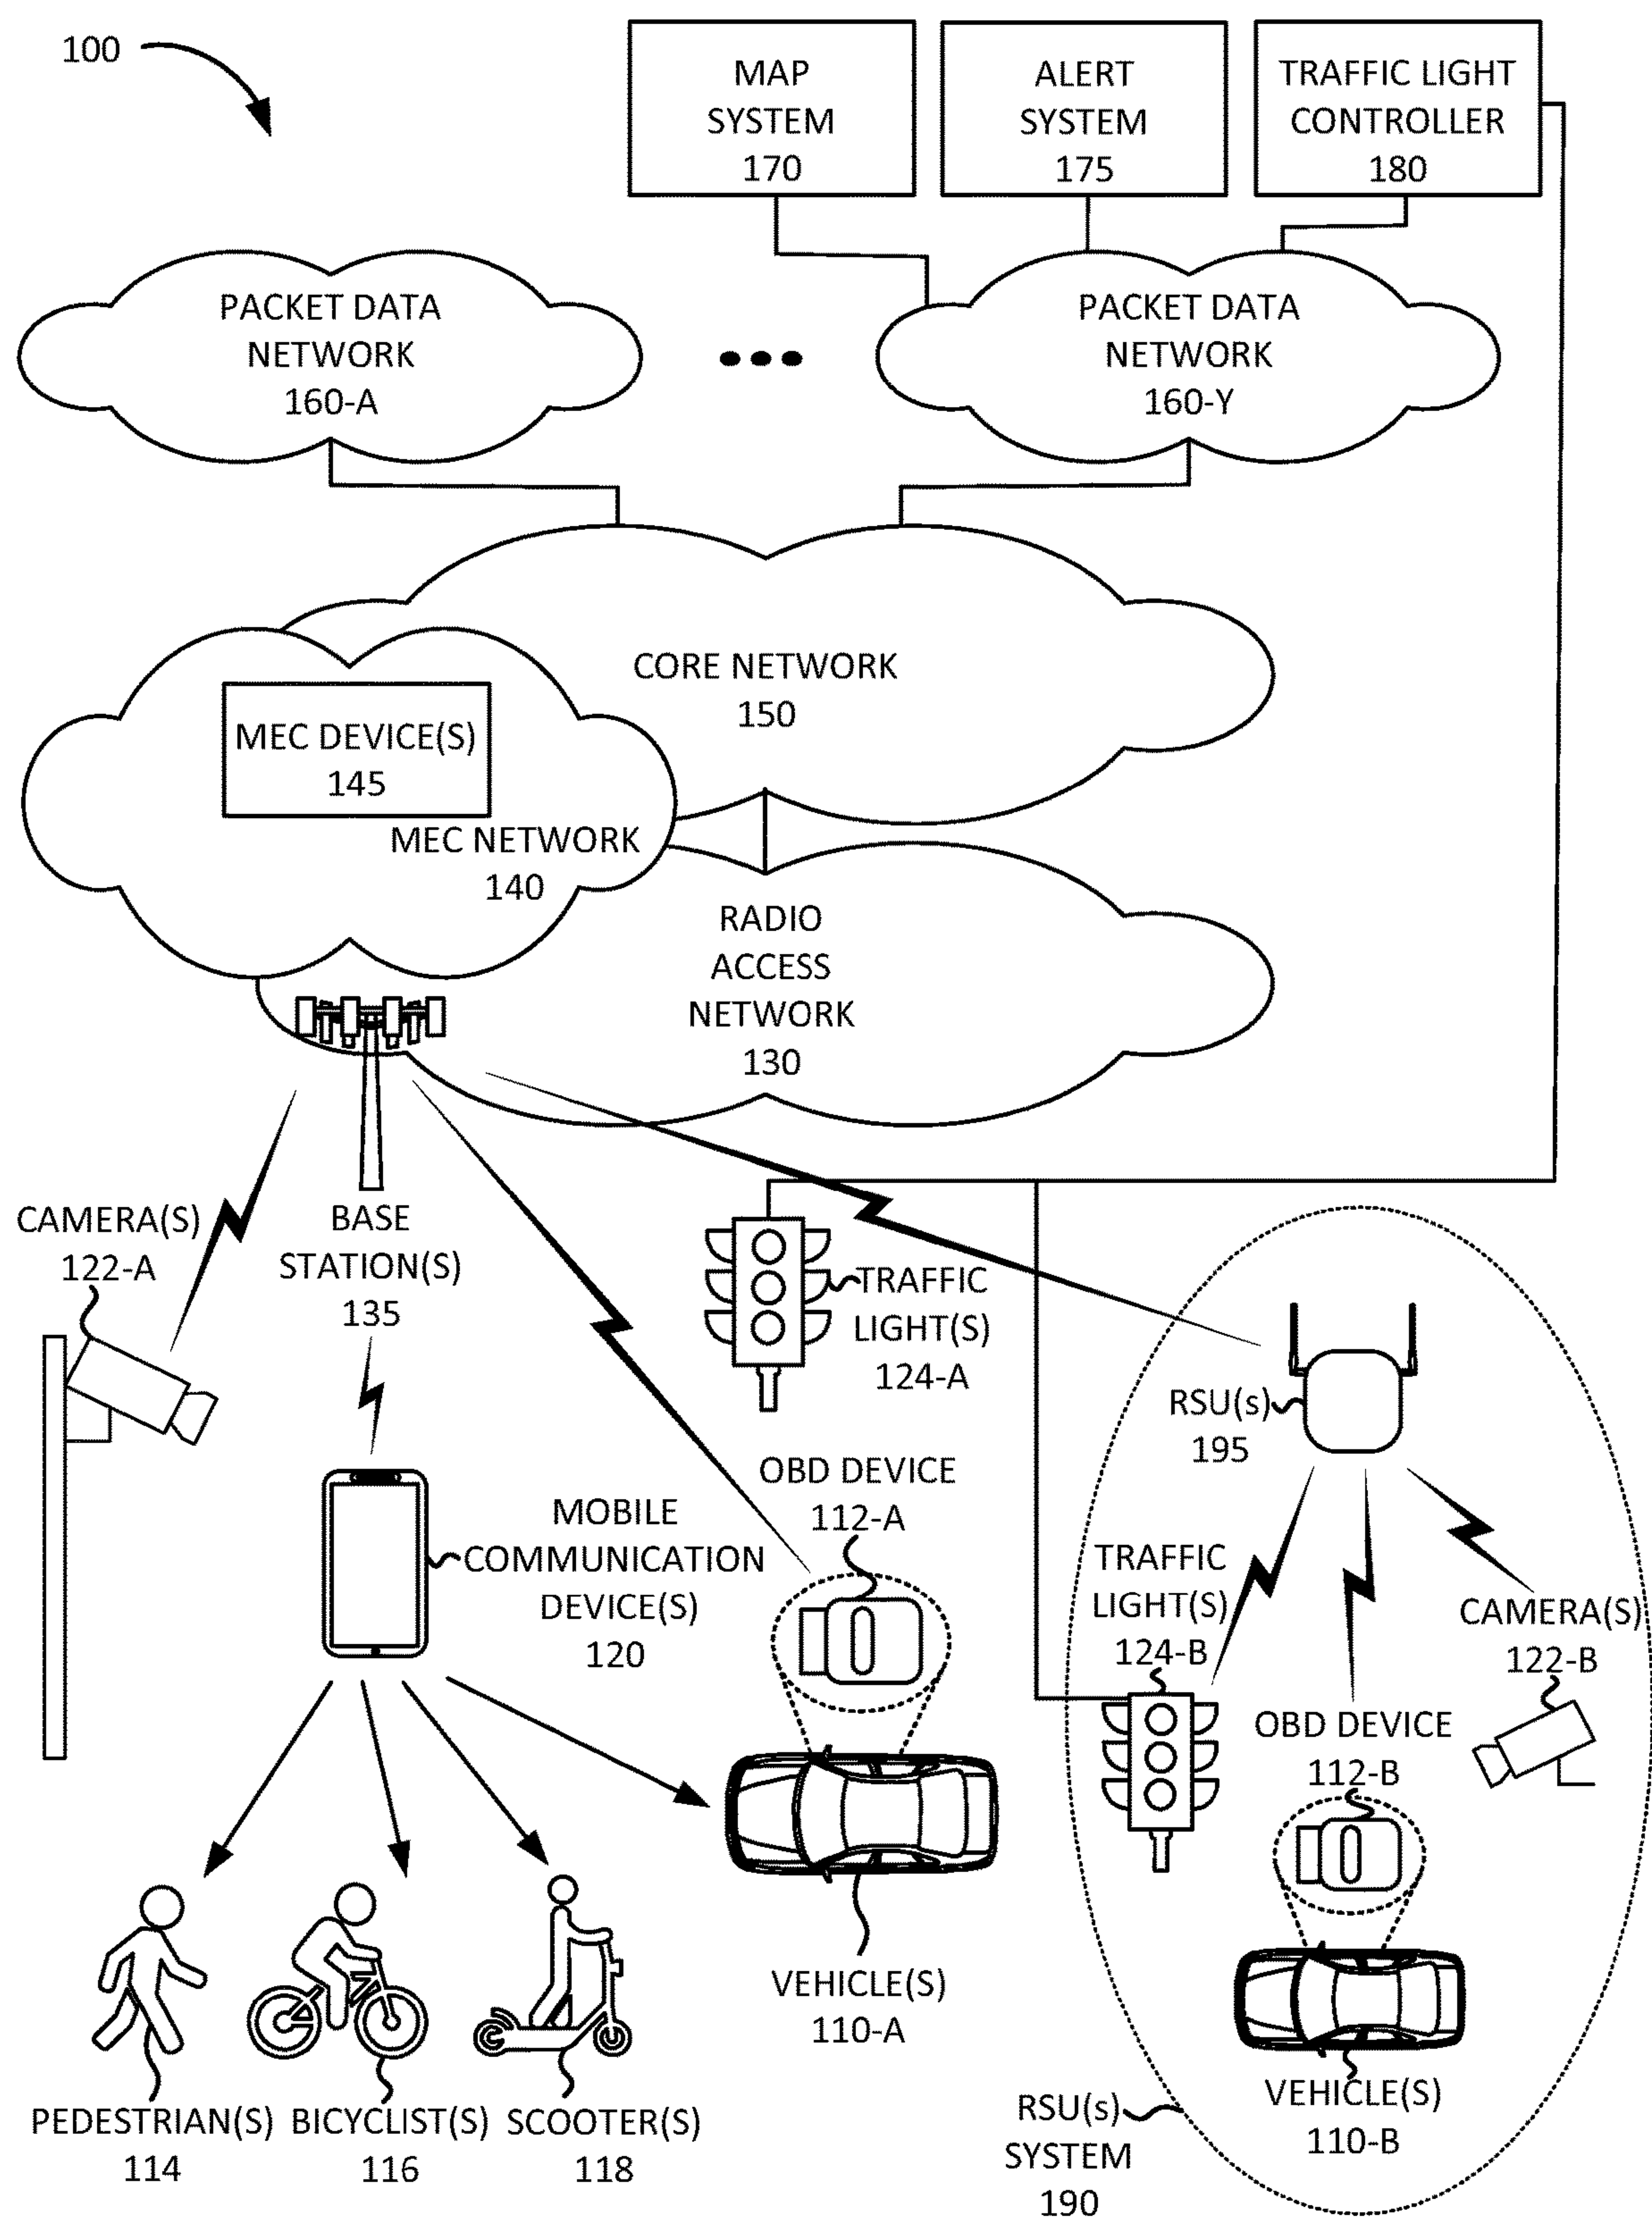 100
MAP
SYSTEM
170
ALERT
SYSTEM
175
TRAFFIC LIGHT
CONTROLLER
180
PACKET DATA
NETWORK
160-A
PACKET DATA
NETWORK
160-Y
CORE NETWORK
150
MEC DEVICE(S)
145
MEC NETWORK
140
RADIO
ACCESS
NETWORK
130
CAMERA(S)
122-A
BASE
STATION(S)
135
TRAFFIC
LIGHT(S)
124-A
RSU(s)
195
OBD DEVICE
112-A
MOBILE
COMMUNICATION
DEVICE(S)
120
TRAFFIC
LIGHT(S)
124-B
CAMERA(S)
122-B
OBD DEVICE
112-B
VEHICLE(S)
110-A
VEHICLE(S)
110-B
PEDESTRIAN(S)
114
BICYCLIST(S)
116
SCOOTER(S)
118
RSU(s)
SYSTEM
190